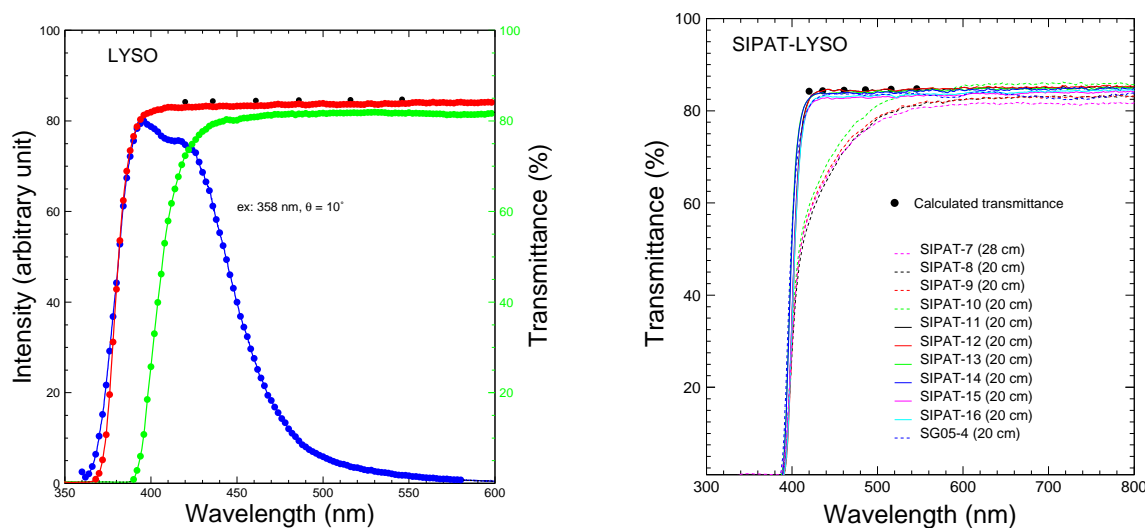 LYSO
ex: 358 nm, θ = 10˚
100
80
60
40
20
0
Intensity (arbitrary unit)
100
80
60
40
20
0
Transmittance (%)
350 400 450 500 550 600
Wavelength (nm)
SIPAT-LYSO
100
80
60
40
20
Transmittance (%)
Calculated transmittance
SIPAT-7 (28 cm)
SIPAT-8 (20 cm)
SIPAT-9 (20 cm)
SIPAT-10 (20 cm)
SIPAT-11 (20 cm)
SIPAT-12 (20 cm)
SIPAT-13 (20 cm)
SIPAT-14 (20 cm)
SIPAT-15 (20 cm)
SIPAT-16 (20 cm)
SG05-4 (20 cm)
300 400 500 600 700 800
Wavelength (nm)